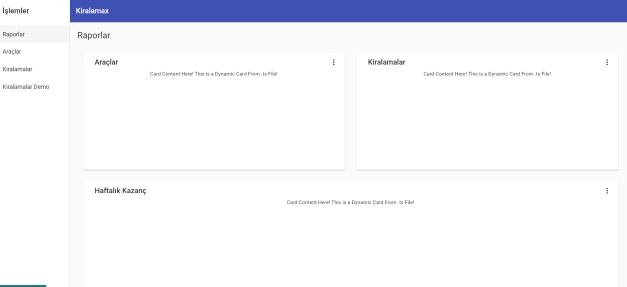 İşlemler
Kiralamax
Raporlar
Araçlar
Kiralamalar
Kiralamalar Demo
Raporlar
Araçlar
Card Content Here! This is a Dynamic Card From .ts File!
Kiralamalar
Card Content Here! This is a Dynamic Card From .ts File!
Haftalık Kazanç
Card Content Here! This is a Dynamic Card From .ts File!